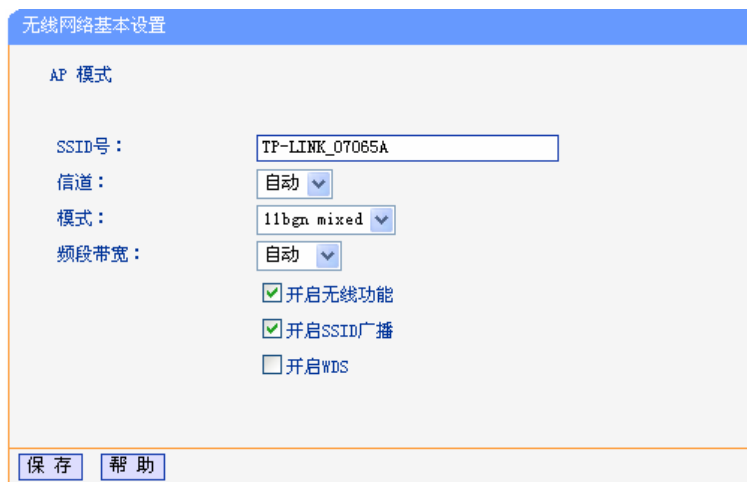 无线网络基本设置
AP 模式
SSID号： TP-LINK_07065A
信道： 自动
模式： 11bgn mixed
频段带宽： 自动
开启无线功能
开启SSID广播
开启WDS
保 存 帮 助